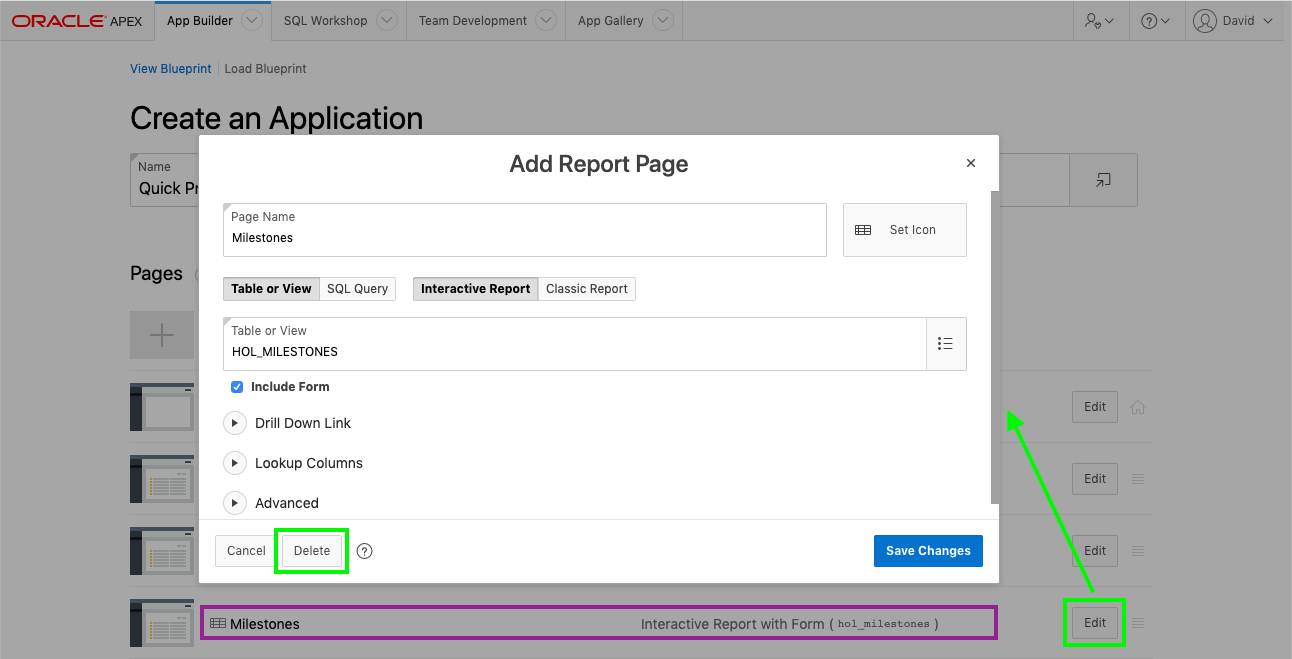 ORACLE APEX App Builder SQL Workshop Team Development App Gallery David
View Blueprint Load Blueprint
Create an Application
Name
Quick Pr
Add Report Page
Page Name
Milestones
Set Icon
Pages
Table or View SQL Query Interactive Report Classic Report
Table or View
HOL_MILESTONES
Include Form
Edit
Drill Down Link
Lookup Columns
Edit
Advanced
Cancel Delete Save Changes
Edit
Milestones Interactive Report with Form ( hol_milestones ) Edit